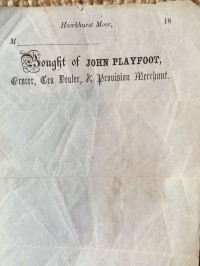 Hawkhurst Moor, 18
M
Bought of JOHN PLAYFOOT,
Grocer, Tea Dealer, & Provision Merchant.